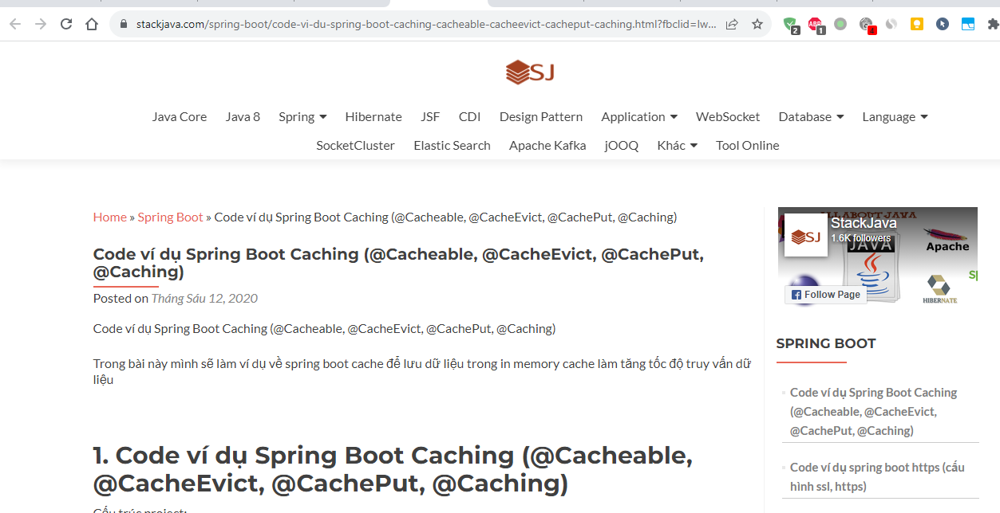 stackjava.com/spring-boot/code-vi-du-spring-boot-caching-cacheable-cacheevict-cacheput-caching.html?fbclid=Iw...
2
ABP
1
4
SJ
Java Core Java 8 Spring Hibernate JSF CDI Design Pattern Application WebSocket Database Language
SocketCluster Elastic Search Apache Kafka jOOQ Khác Tool Online
Home » Spring Boot » Code ví dụ Spring Boot Caching (@Cacheable, @CacheEvict, @CachePut, @Caching)
Code ví dụ Spring Boot Caching (@Cacheable, @CacheEvict, @CachePut,
@Caching)
Posted on Tháng Sáu 12, 2020
Code ví dụ Spring Boot Caching (@Cacheable, @CacheEvict, @CachePut, @Caching)
Trong bài này mình sẽ làm ví dụ về spring boot cache để lưu dữ liệu trong in memory cache làm tăng tốc độ truy vấn dữ
liệu
1. Code ví dụ Spring Boot Caching (@Cacheable,
@CacheEvict, @CachePut, @Caching)
Cấu trúc project:
ALL ABOUT JAVA
SJ
StackJava
1.6K followers
JAVA
Apache
HIBERNATE
Follow Page
SPRING BOOT
Code ví dụ Spring Boot Caching
(@Cacheable, @CacheEvict,
@CachePut, @Caching)
Code ví dụ spring boot https (cấu
hình ssl, https)